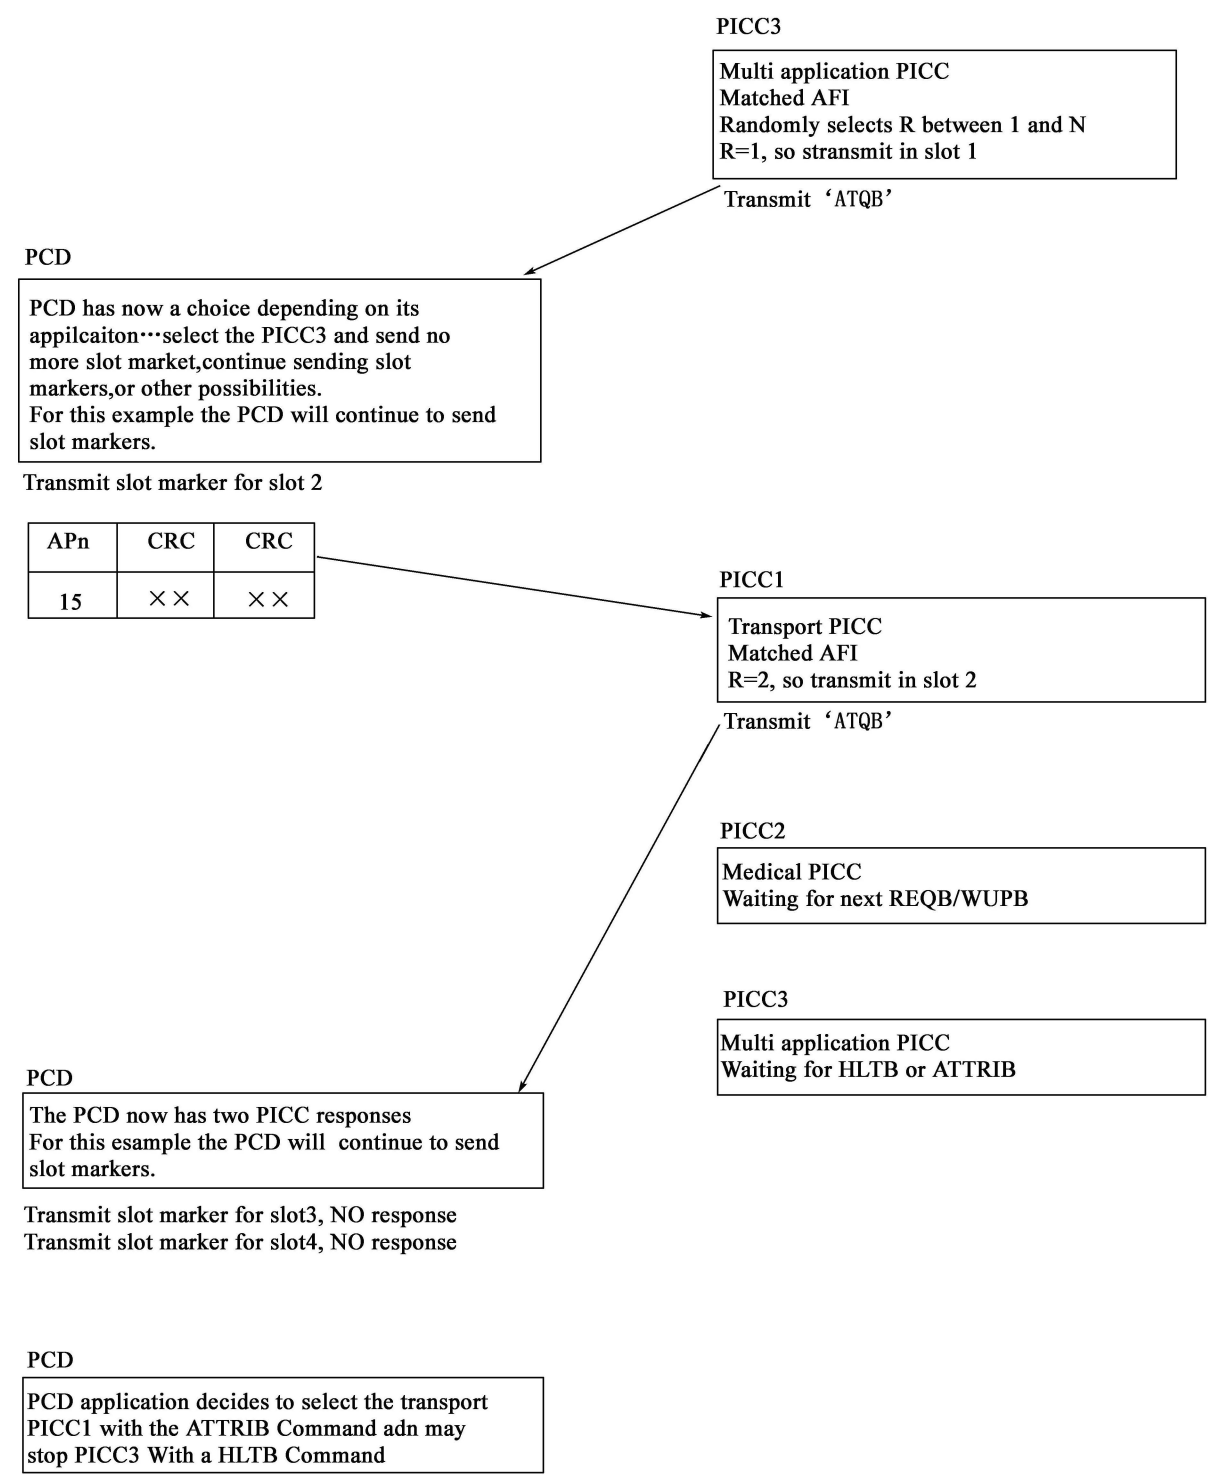 PICC3
Multi application PICC
Matched AFI
Randomly selects R between 1 and N
R=1, so stransmit in slot 1
Transmit ‘ATQB’
PCD
PCD has now a choice depending on its
appilcaiton···select the PICC3 and send no
more slot market,continue sending slot
markers,or other possibilities.
For this example the PCD will continue to send
slot markers.
Transmit slot marker for slot 2
APn CRC CRC
15 ×× ××
PICC1
Transport PICC
Matched AFI
R=2, so transmit in slot 2
Transmit ‘ATQB’
PICC2
Medical PICC
Waiting for next REQB/WUPB
PICC3
Multi application PICC
Waiting for HLTB or ATTRIB
PCD
The PCD now has two PICC responses
For this esample the PCD will continue to send
slot markers.
Transmit slot marker for slot3, NO response
Transmit slot marker for slot4, NO response
PCD
PCD application decides to select the transport
PICC1 with the ATTRIB Command adn may
stop PICC3 With a HLTB Command